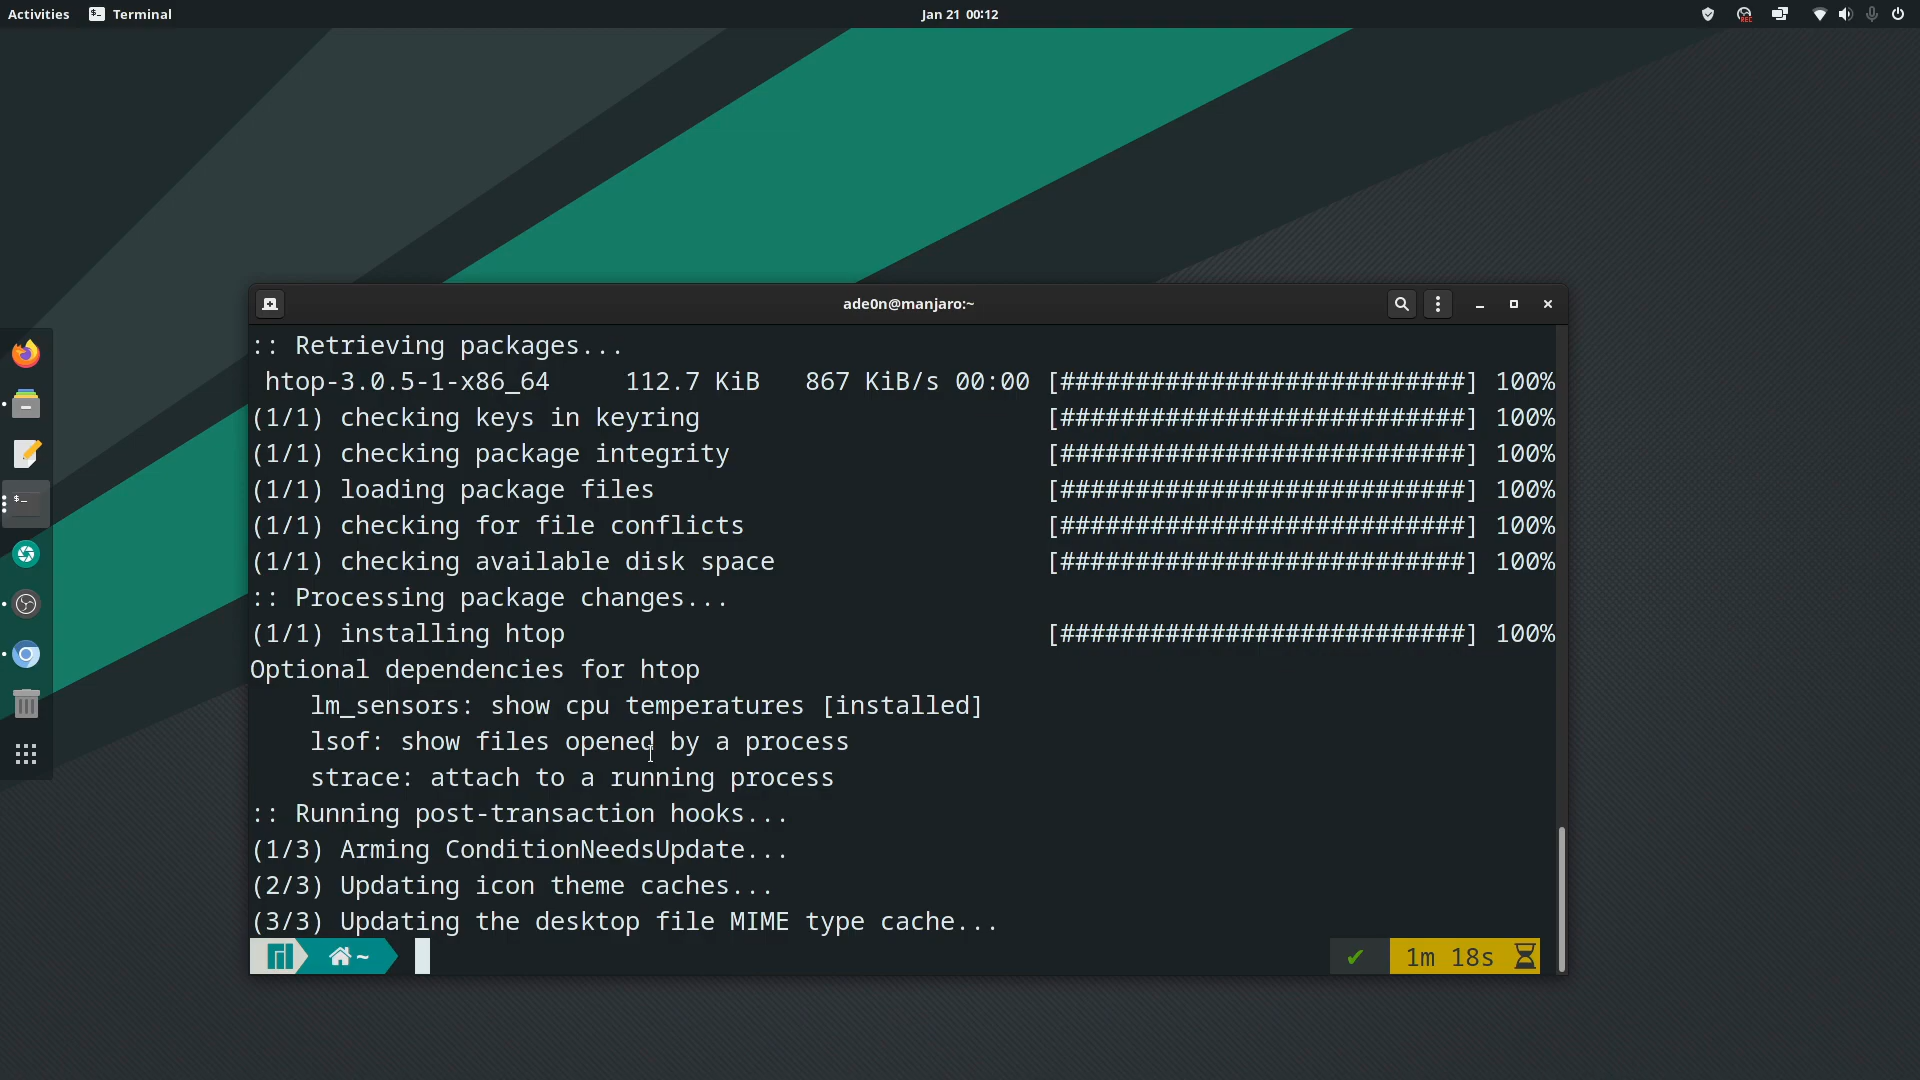 Activities Terminal Jan 21 00:12
REC
ade0n@manjaro:~
:: Retrieving packages...
htop-3.0.5-1-x86_64 112.7 KiB 867 KiB/s 00:00 [###########################] 100%
(1/1) checking keys in keyring [###########################] 100%
(1/1) checking package integrity [###########################] 100%
(1/1) loading package files [###########################] 100%
(1/1) checking for file conflicts [###########################] 100%
(1/1) checking available disk space [###########################] 100%
:: Processing package changes...
(1/1) installing htop [###########################] 100%
Optional dependencies for htop
lm_sensors: show cpu temperatures [installed]
lsof: show files opened by a process
strace: attach to a running process
:: Running post-transaction hooks...
(1/3) Arming ConditionNeedsUpdate...
(2/3) Updating icon theme caches...
(3/3) Updating the desktop file MIME type cache...
~ ✔ 1m 18s